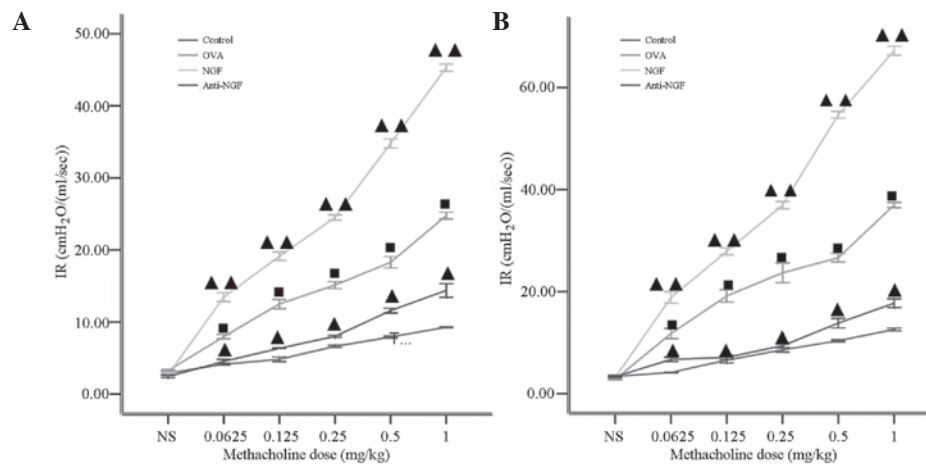 A
50.00
40.00
30.00
20.00
10.00
0.00
IR (cmH₂O/(ml/sec))
Control
OVA
NGF
Anti-NGF
NS 0.0625 0.125 0.25 0.5 1
Methacholine dose (mg/kg)
B
60.00
40.00
20.00
0.00
IR (cmH₂O/(ml/sec))
Control
OVA
NGF
Anti-NGF
NS 0.0625 0.125 0.25 0.5 1
Methacholine dose (mg/kg)